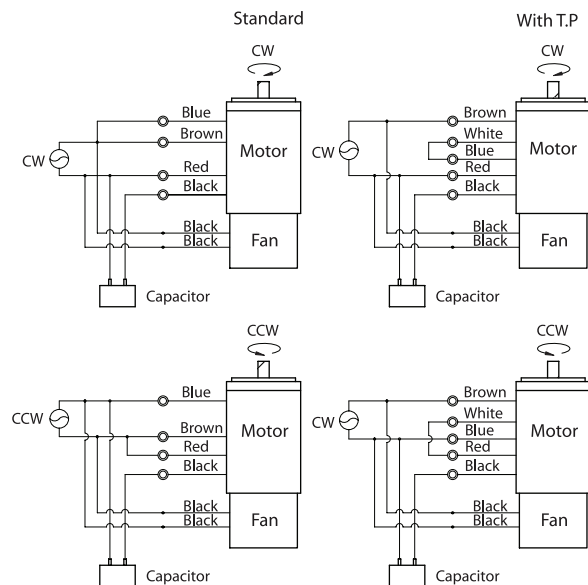 Standard
CW
Blue
Brown
CW
Motor
Red
Black
Black
Black
Fan
Capacitor
With T.P
CW
Brown
White
CW
Blue
Motor
Red
Black
Black
Black
Fan
Capacitor
CCW
Blue
CCW
Brown
Motor
Red
Black
Black
Black
Fan
Capacitor
CCW
Brown
White
CW
Blue
Motor
Red
Black
Black
Black
Fan
Capacitor